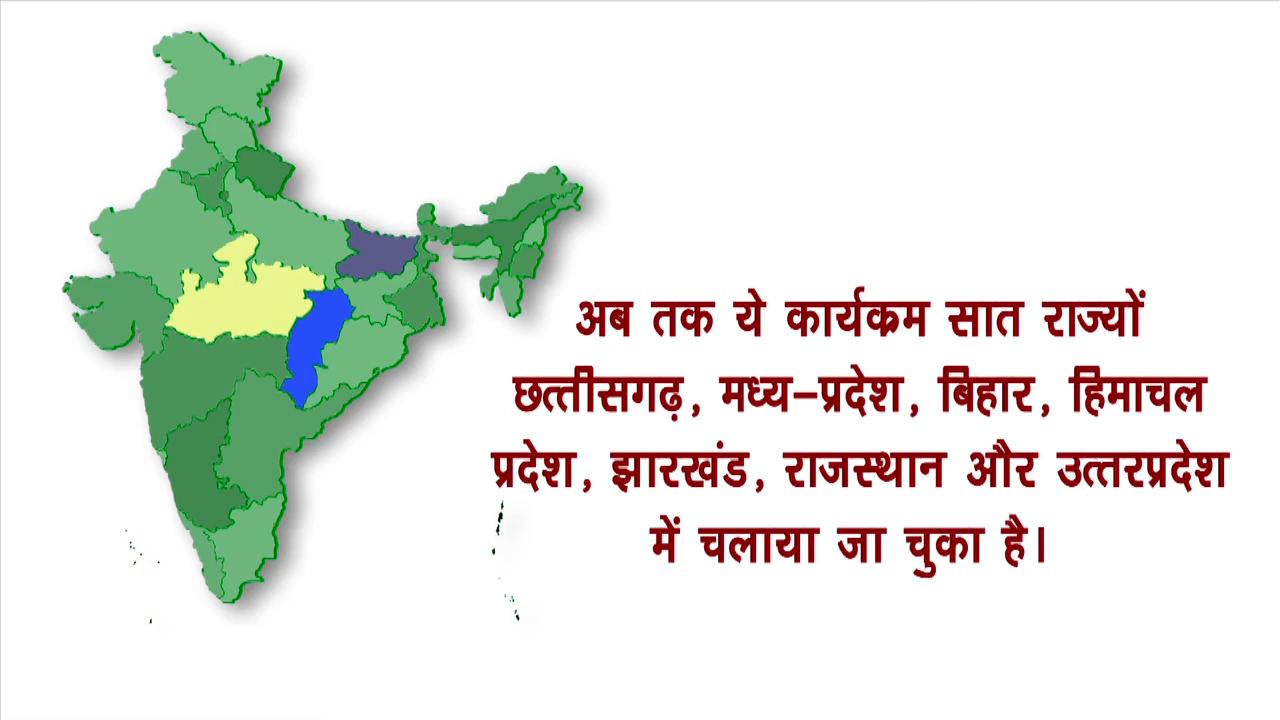 अब तक ये कार्यक्रम सात राज्यों
छत्तीसगढ़, मध्य-प्रदेश, बिहार, हिमाचल
प्रदेश, झारखंड, राजस्थान और उत्तरप्रदेश
में चलाया जा चुका है।